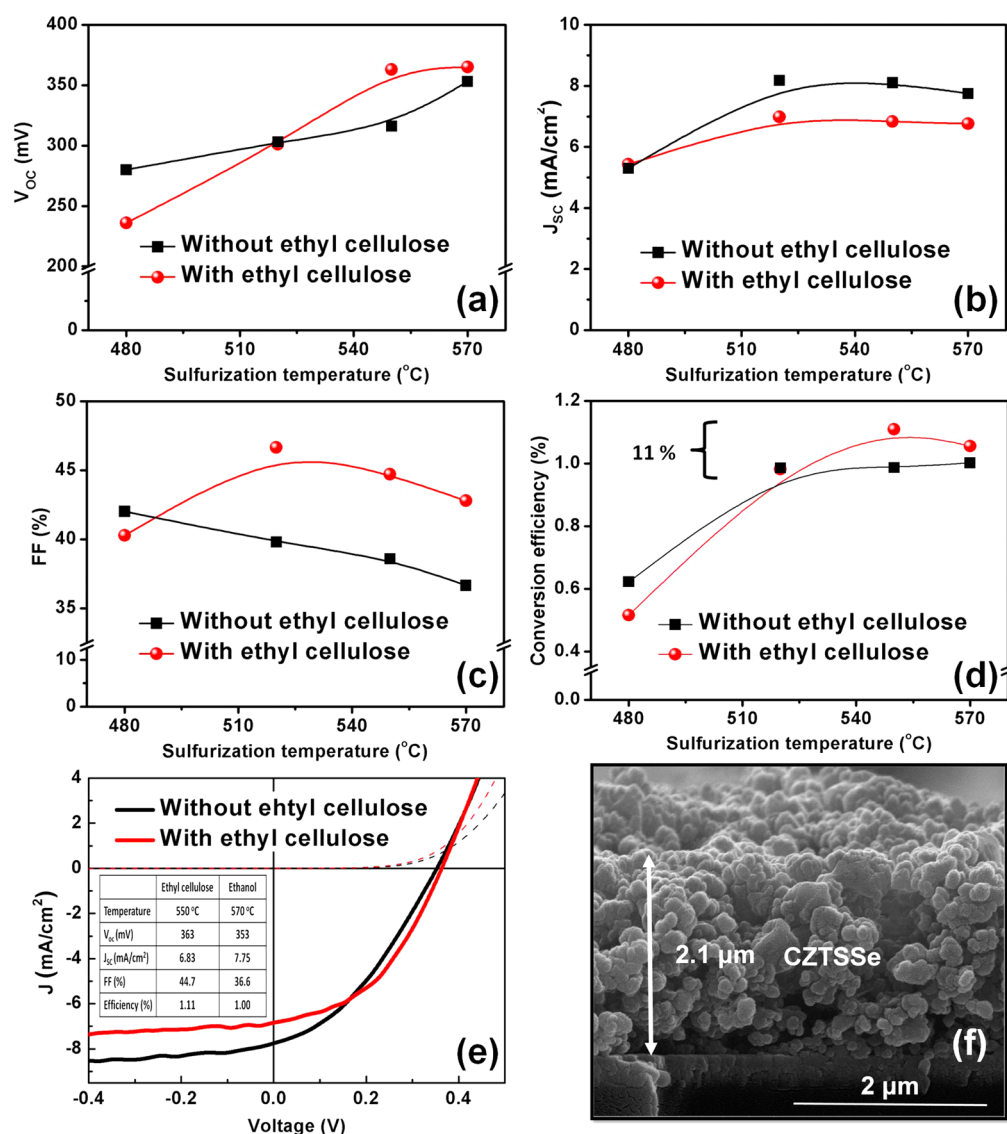 400
350
300
250
200
0
V_OC (mV)
Without ethyl cellulose
With ethyl cellulose
(a)
480 510 540 570
Sulfurization temperature (°C)
10
8
6
4
2
0
J_SC (mA/cm²)
Without ethyl cellulose
With ethyl cellulose
(b)
480 510 540 570
Sulfurization temperature (°C)
50
45
40
35
10
0
FF (%)
Without ethyl cellulose
With ethyl cellulose
(c)
480 510 540 570
Sulfurization temperature (°C)
1.2
1.0
0.8
0.6
0.4
0.0
Conversion efficiency (%)
11 %
Without ethyl cellulose
With ethyl cellulose
(d)
480 510 540 570
Sulfurization temperature (°C)
4
2
0
-2
-4
-6
-8
J (mA/cm²)
Without ehtyl cellulose
With ethyl cellulose
Ethyl cellulose Ethanol
Temperature 550 °C 570 °C
V_oc (mV) 363 353
J_SC (mA/cm²) 6.83 7.75
FF (%) 44.7 36.6
Efficiency (%) 1.11 1.00
(e)
-0.4 -0.2 0.0 0.2 0.4
Voltage (V)
2.1 µm
CZTSSe
(f)
2 µm